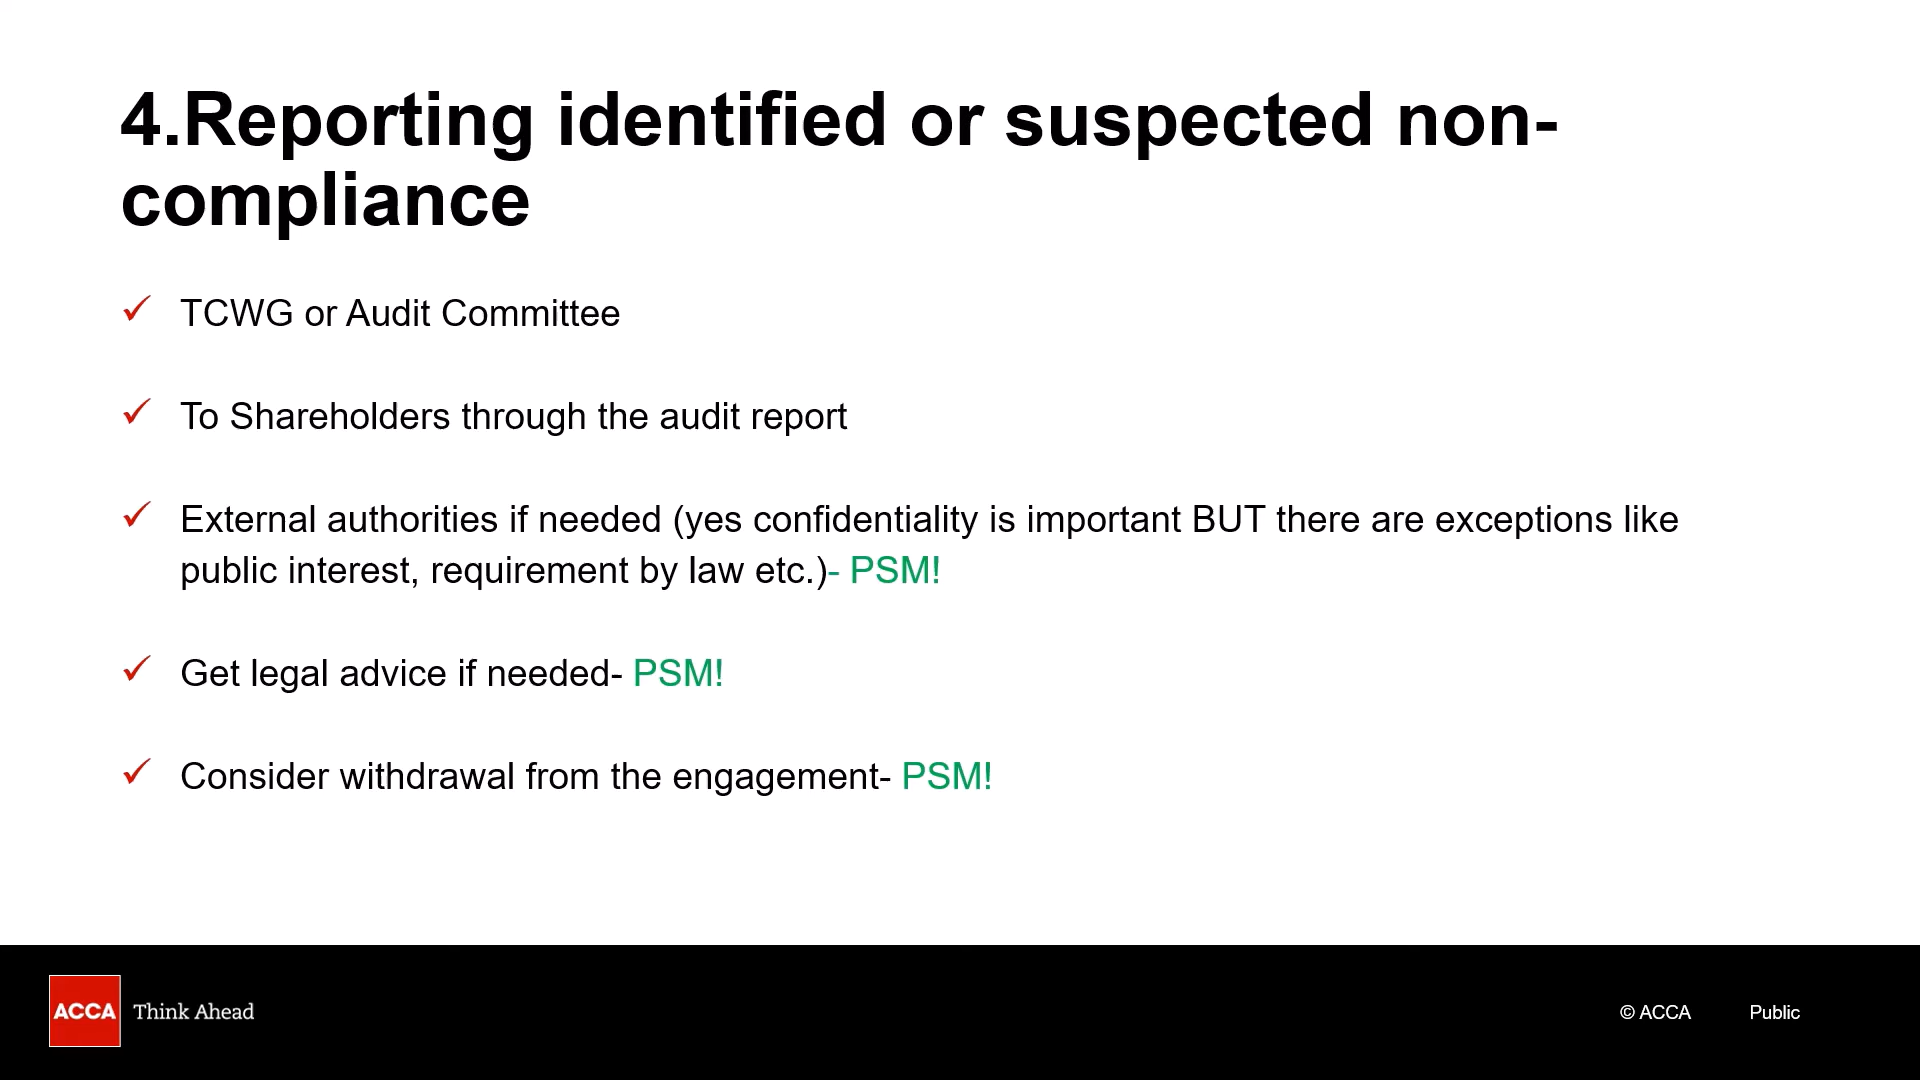 4.Reporting identified or suspected non-
compliance
✓ TCWG or Audit Committee
✓ To Shareholders through the audit report
✓ External authorities if needed (yes confidentiality is important BUT there are exceptions like
public interest, requirement by law etc.)- PSM!
✓ Get legal advice if needed- PSM!
✓ Consider withdrawal from the engagement- PSM!
ACCA Think Ahead
© ACCA Public